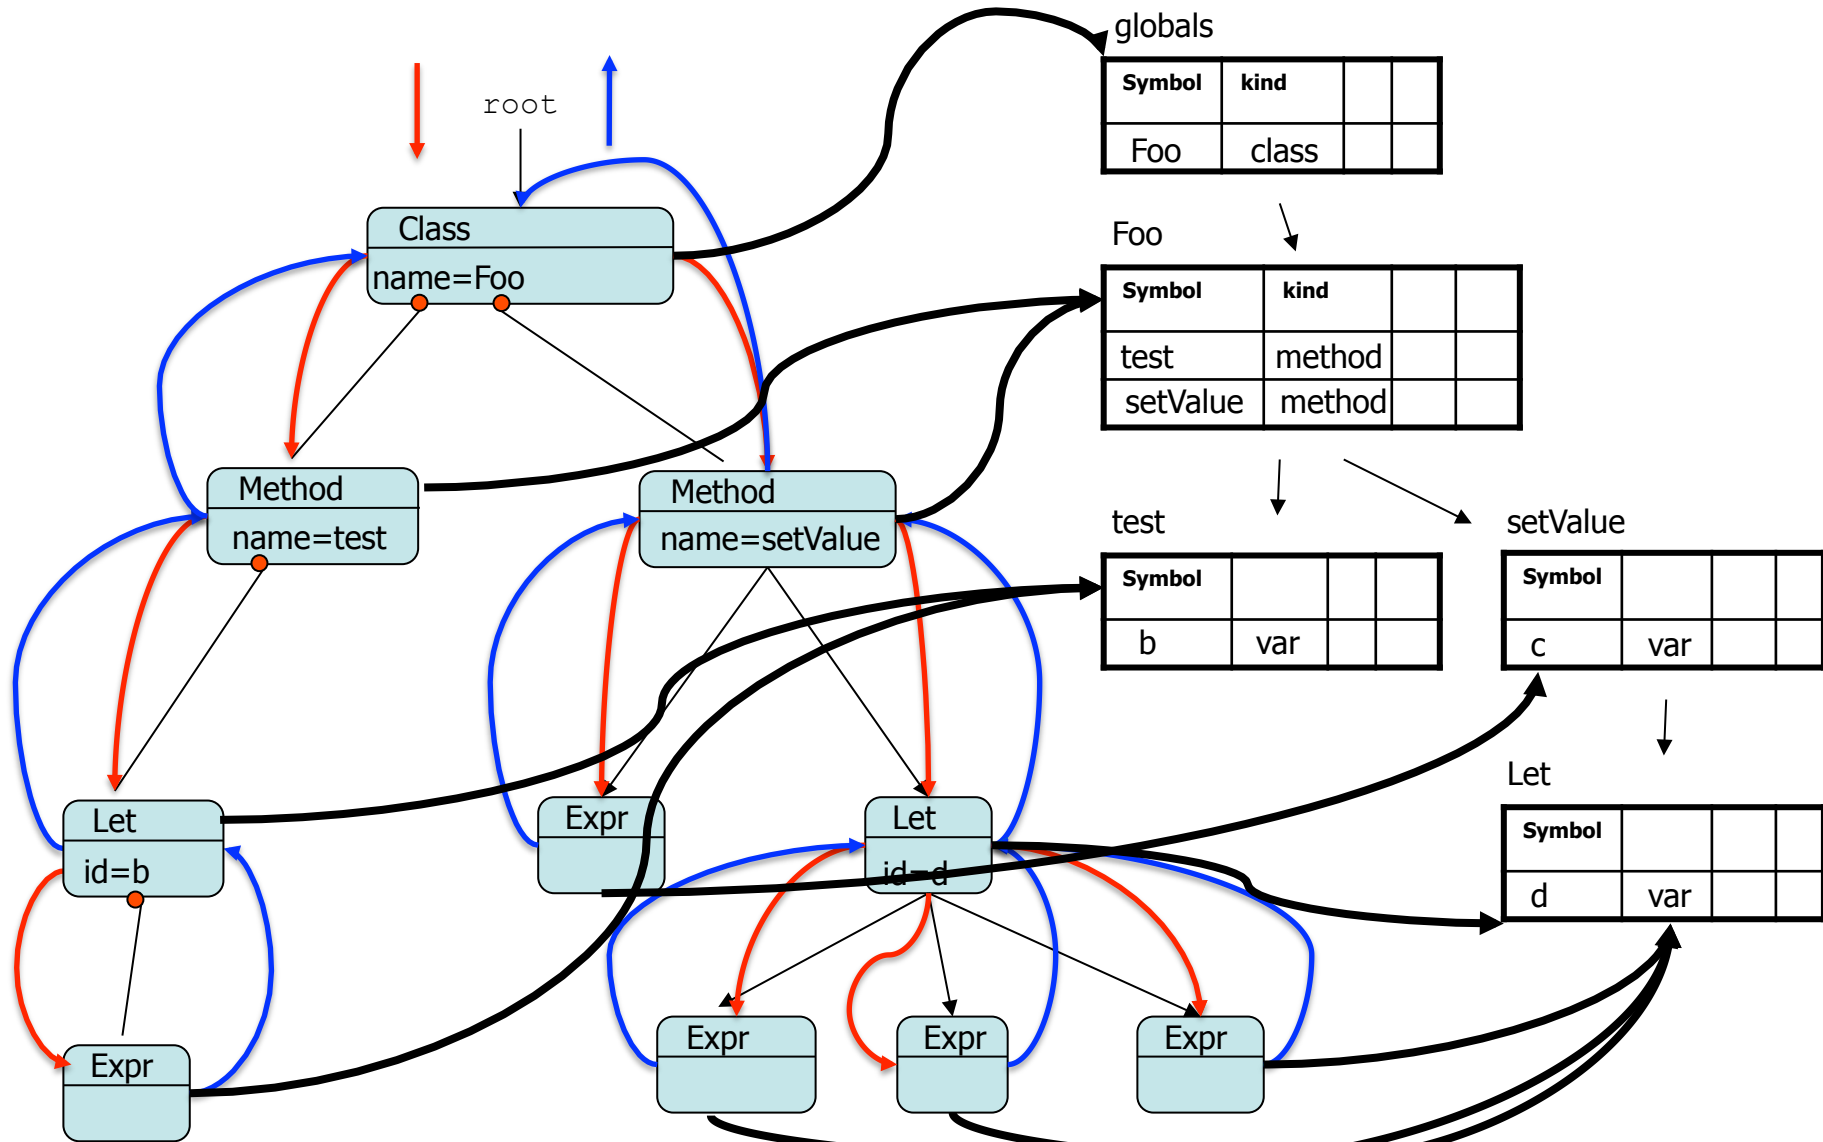 globals
Symbol kind
Foo class
root
Class
name=Foo
Foo
Symbol kind
test method
setValue method
Method
name=test
Method
name=setValue
test
Symbol
b var
setValue
Symbol
c var
Let
id=b
Expr
Let
id=d
Let
Symbol
d var
Expr
Expr
Expr
Expr